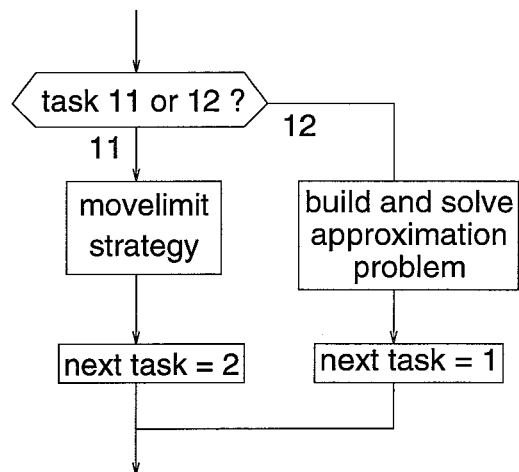 task 11 or 12 ?
11
12
movelimit
strategy
build and solve
approximation
problem
next task = 2
next task = 1